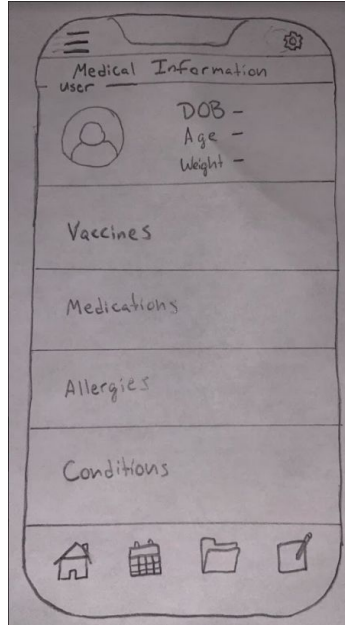 Medical Information
user
DOB -
Age -
Weight -
Vaccines
Medications
Allergies
Conditions